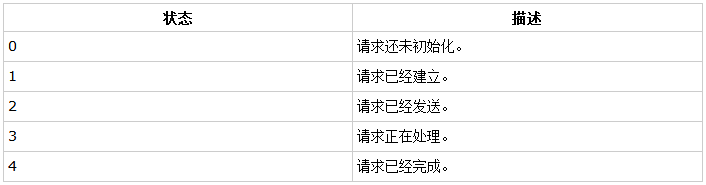 状态 描述
0 请求还未初始化。
1 请求已经建立。
2 请求已经发送。
3 请求正在处理。
4 请求已经完成。